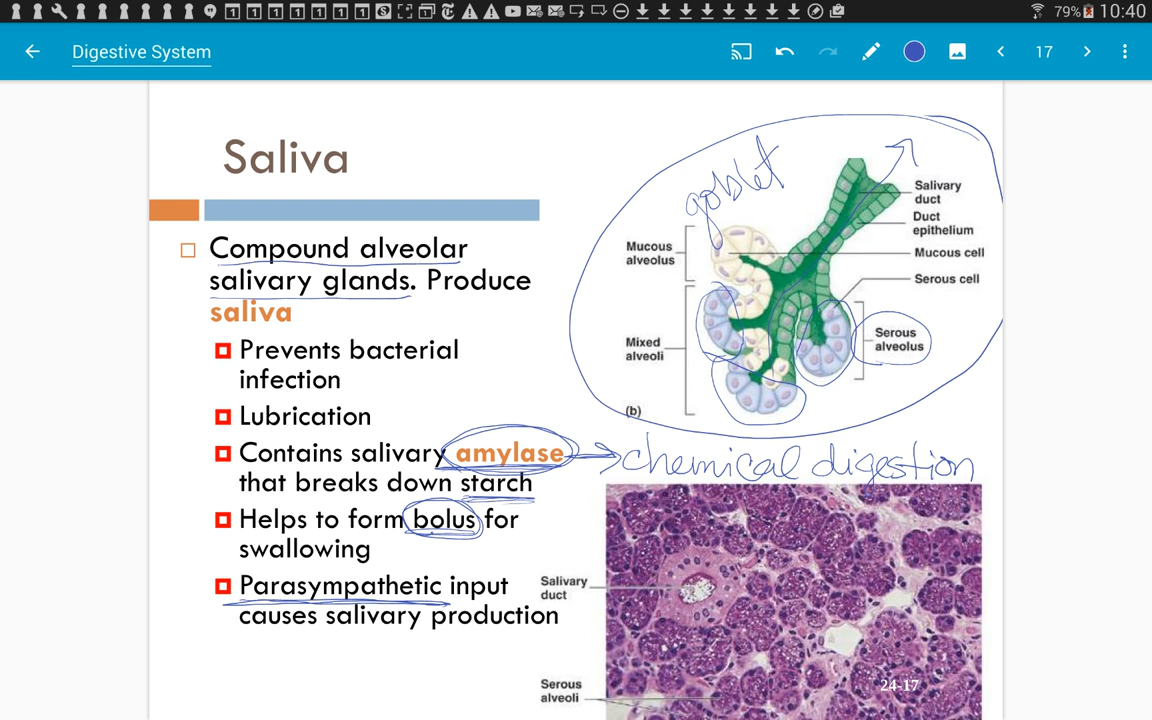 79% 10:40
Digestive System
17
Saliva
Compound alveolar
salivary glands. Produce
saliva
Prevents bacterial
infection
Lubrication
Contains salivary amylase
that breaks down starch
Helps to form bolus for
swallowing
Parasympathetic input
causes salivary production
goblet
Salivary
duct
Duct
epithelium
Mucous cell
Serous cell
Mucous
alveolus
Mixed
alveoli
Serous
alveolus
(b)
chemical digestion
Salivary
duct
Serous
alveoli
24-17